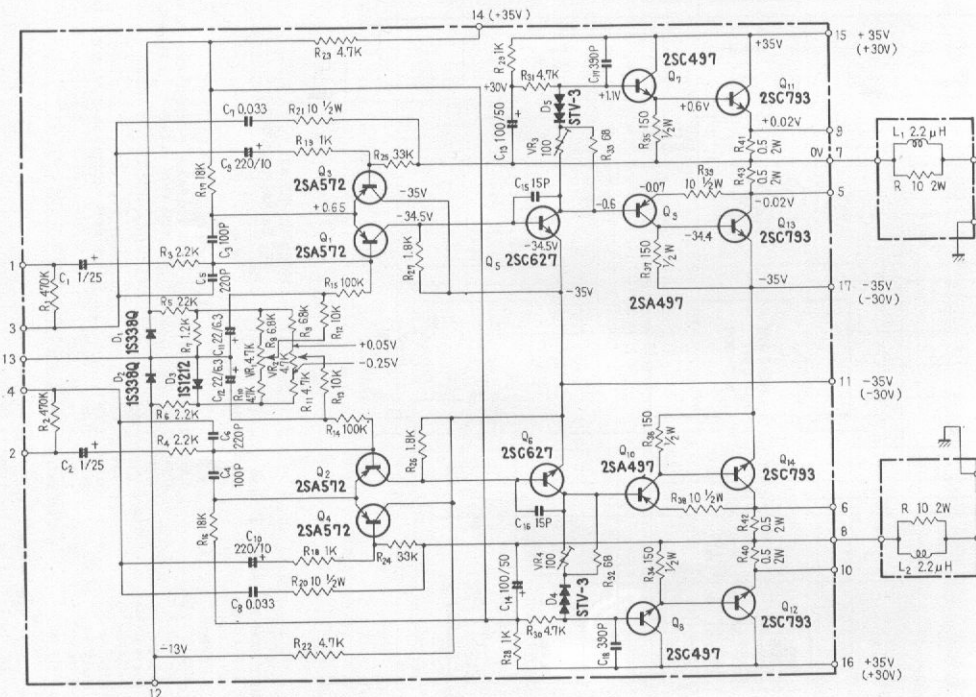 14 (+35V)
R23 4.7K
R29 1K
C17 390P
2SC497
15 +35V
(+30V)
+35V
R31 4.7K
Q7
Q11
2SC793
+30V
+1.1V
+0.6V
+0.02V
9
C7 0.033
R21 10 ½W
D5
STV-3
C13 100/50
VR3
100
R33 68
R35 150
½W
R41
0.5
2W
L1 2.2μH
R 10 2W
R19 1K
C9 220/10
R25 33K
0V 7
R17 18K
Q3
2SA572
-35V
R39
10 ½W
R43
0.5
2W
5
C15 15P
-0.07
-0.6
-0.02V
+0.65
-34.5V
Q1
2SA572
Q9
Q13
2SC793
C3 100P
R27 1.8K
-34.5V
-34.4
Q5
2SC627
R37 150
½W
1
C1 1/25
R3 2.2K
C5
220P
-35V
-35V
17 -35V
(-30V)
R1 470K
R15 100K
2SA497
3
R5 22K
R12 10K
D1
1S338Q
R7 1.2K
C11 22/6.3
R8 6.8K
R9 6.8K
+0.05V
13
VR1 4.7K
VR2
4.7K
-0.25V
D2
1S338Q
D3
1S1212
C12 22/6.3
R10
4.7K
R11 4.7K
R13 10K
4
11 -35V
(-30V)
R2 470K
R6 2.2K
R14 100K
C6
220P
R4 2.2K
2
C2 1/25
C4
100P
R26 1.8K
Q6
2SC627
R36 150
½W
Q10
2SA497
Q14
2SC793
Q2
2SA572
R38 10 ½W
6
C16 15P
R16 18K
Q4
2SA572
R42
0.5
2W
R 10 2W
L2 2.2μH
C10
220/10
R18 1K
R24
33K
8
R20 10 ½W
C8 0.033
C14 100/50
VR4
100
R32 68
R34 150
½W
R40
0.5
2W
10
D4
STV-3
Q12
2SC793
R30 4.7K
Q8
R22 4.7K
-13V
R28 1K
C18 390P
2SC497
16 +35V
(+30V)
12